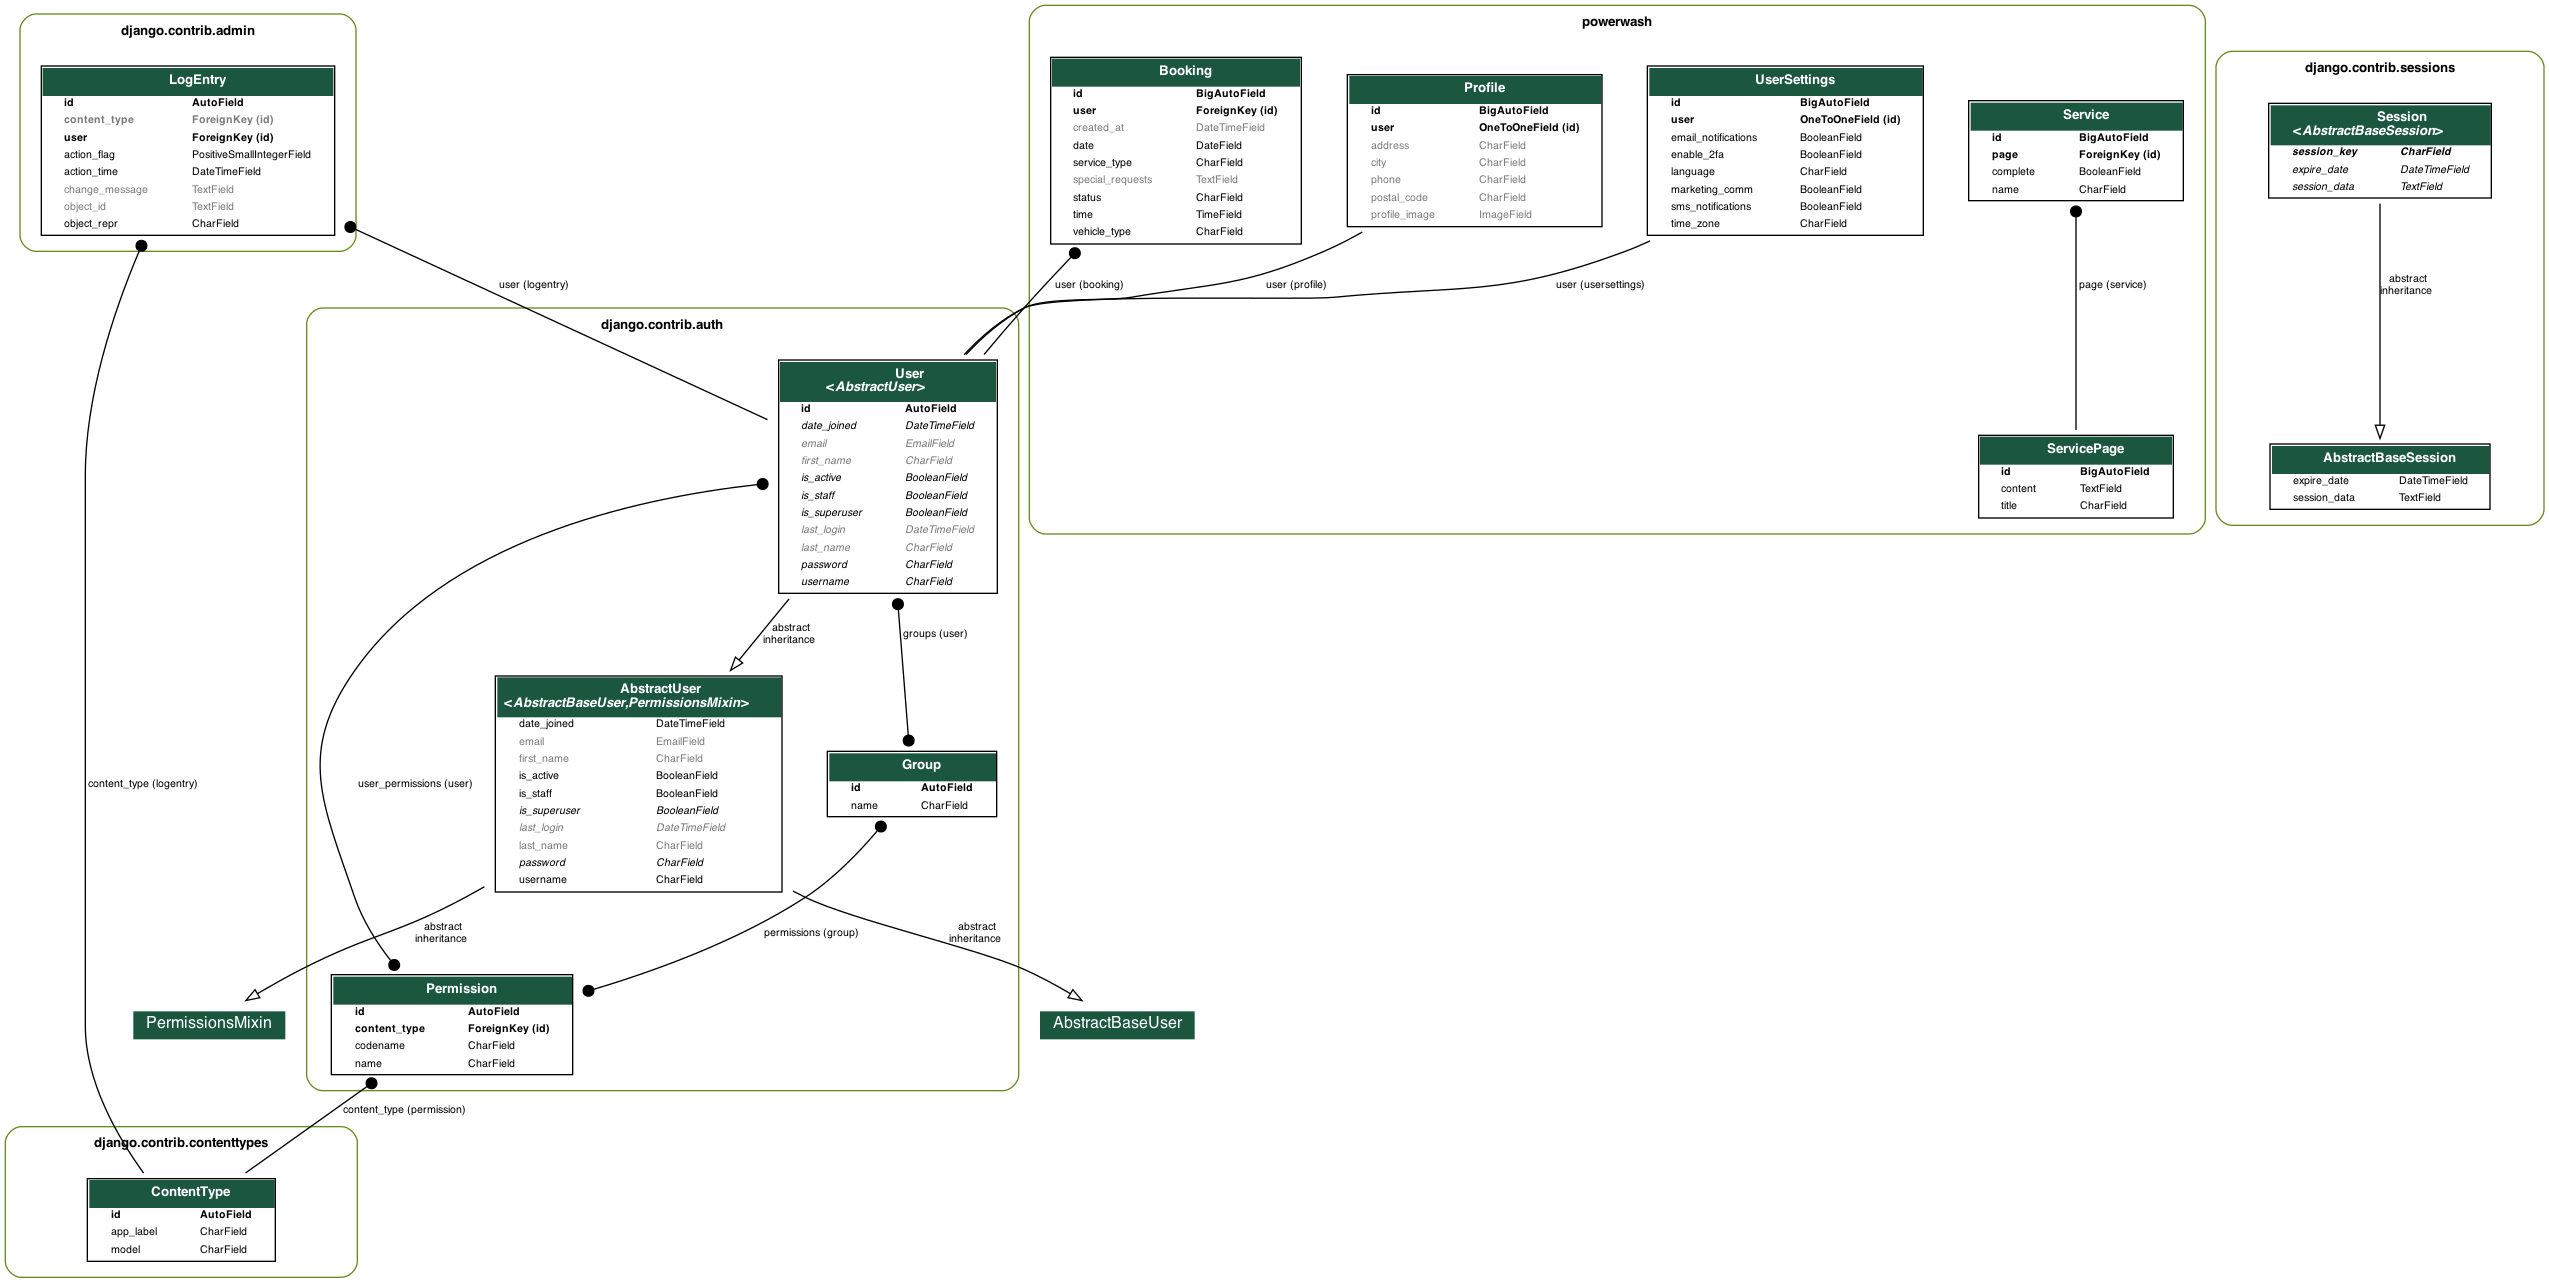 django.contrib.admin
LogEntry
id AutoField
content_type ForeignKey (id)
user ForeignKey (id)
action_flag PositiveSmallIntegerField
action_time DateTimeField
change_message TextField
object_id TextField
object_repr CharField
powerwash
Booking
id BigAutoField
user ForeignKey (id)
created_at DateTimeField
date DateField
service_type CharField
special_requests TextField
status CharField
time TimeField
vehicle_type CharField
Profile
id BigAutoField
user OneToOneField (id)
address CharField
city CharField
phone CharField
postal_code CharField
profile_image ImageField
UserSettings
id BigAutoField
user OneToOneField (id)
email_notifications BooleanField
enable_2fa BooleanField
language CharField
marketing_comm BooleanField
sms_notifications BooleanField
time_zone CharField
Service
id BigAutoField
page ForeignKey (id)
complete BooleanField
name CharField
django.contrib.sessions
Session
<AbstractBaseSession>
session_key CharField
expire_date DateTimeField
session_data TextField
user (logentry)
user (booking)
user (profile)
user (usersettings)
page (service)
abstract
inheritance
django.contrib.auth
User
<AbstractUser>
id AutoField
date_joined DateTimeField
email EmailField
first_name CharField
is_active BooleanField
is_staff BooleanField
is_superuser BooleanField
last_login DateTimeField
last_name CharField
password CharField
username CharField
ServicePage
id BigAutoField
content TextField
title CharField
AbstractBaseSession
expire_date DateTimeField
session_data TextField
abstract
inheritance
groups (user)
AbstractUser
<AbstractBaseUser,PermissionsMixin>
date_joined DateTimeField
email EmailField
first_name CharField
is_active BooleanField
is_staff BooleanField
is_superuser BooleanField
last_login DateTimeField
last_name CharField
password CharField
username CharField
Group
id AutoField
name CharField
content_type (logentry)
user_permissions (user)
abstract
inheritance
permissions (group)
abstract
inheritance
PermissionsMixin
Permission
id AutoField
content_type ForeignKey (id)
codename CharField
name CharField
AbstractBaseUser
content_type (permission)
django.contrib.contenttypes
ContentType
id AutoField
app_label CharField
model CharField